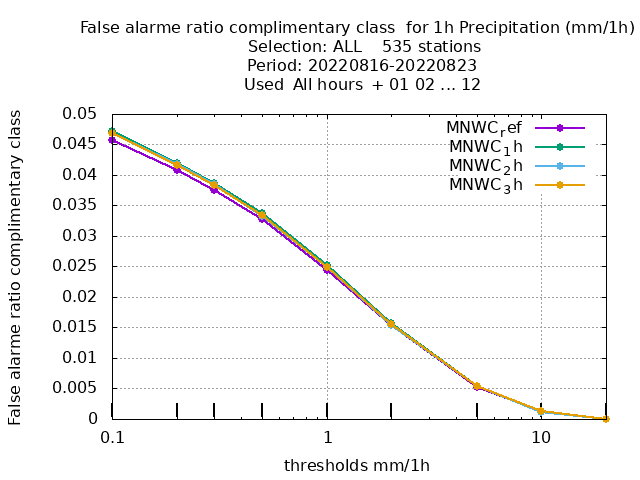 False alarme ratio complimentary class  for 1h Precipitation (mm/1h)
Selection: ALL    535 stations
Period: 20220816-20220823
Used  All hours  + 01 02 ... 12
False alarme ratio complimentary class
0.05
0.045
0.04
0.035
0.03
0.025
0.02
0.015
0.01
0.005
0
MNWC_ref
MNWC_1h
MNWC_2h
MNWC_3h
0.1 1 10
thresholds mm/1h